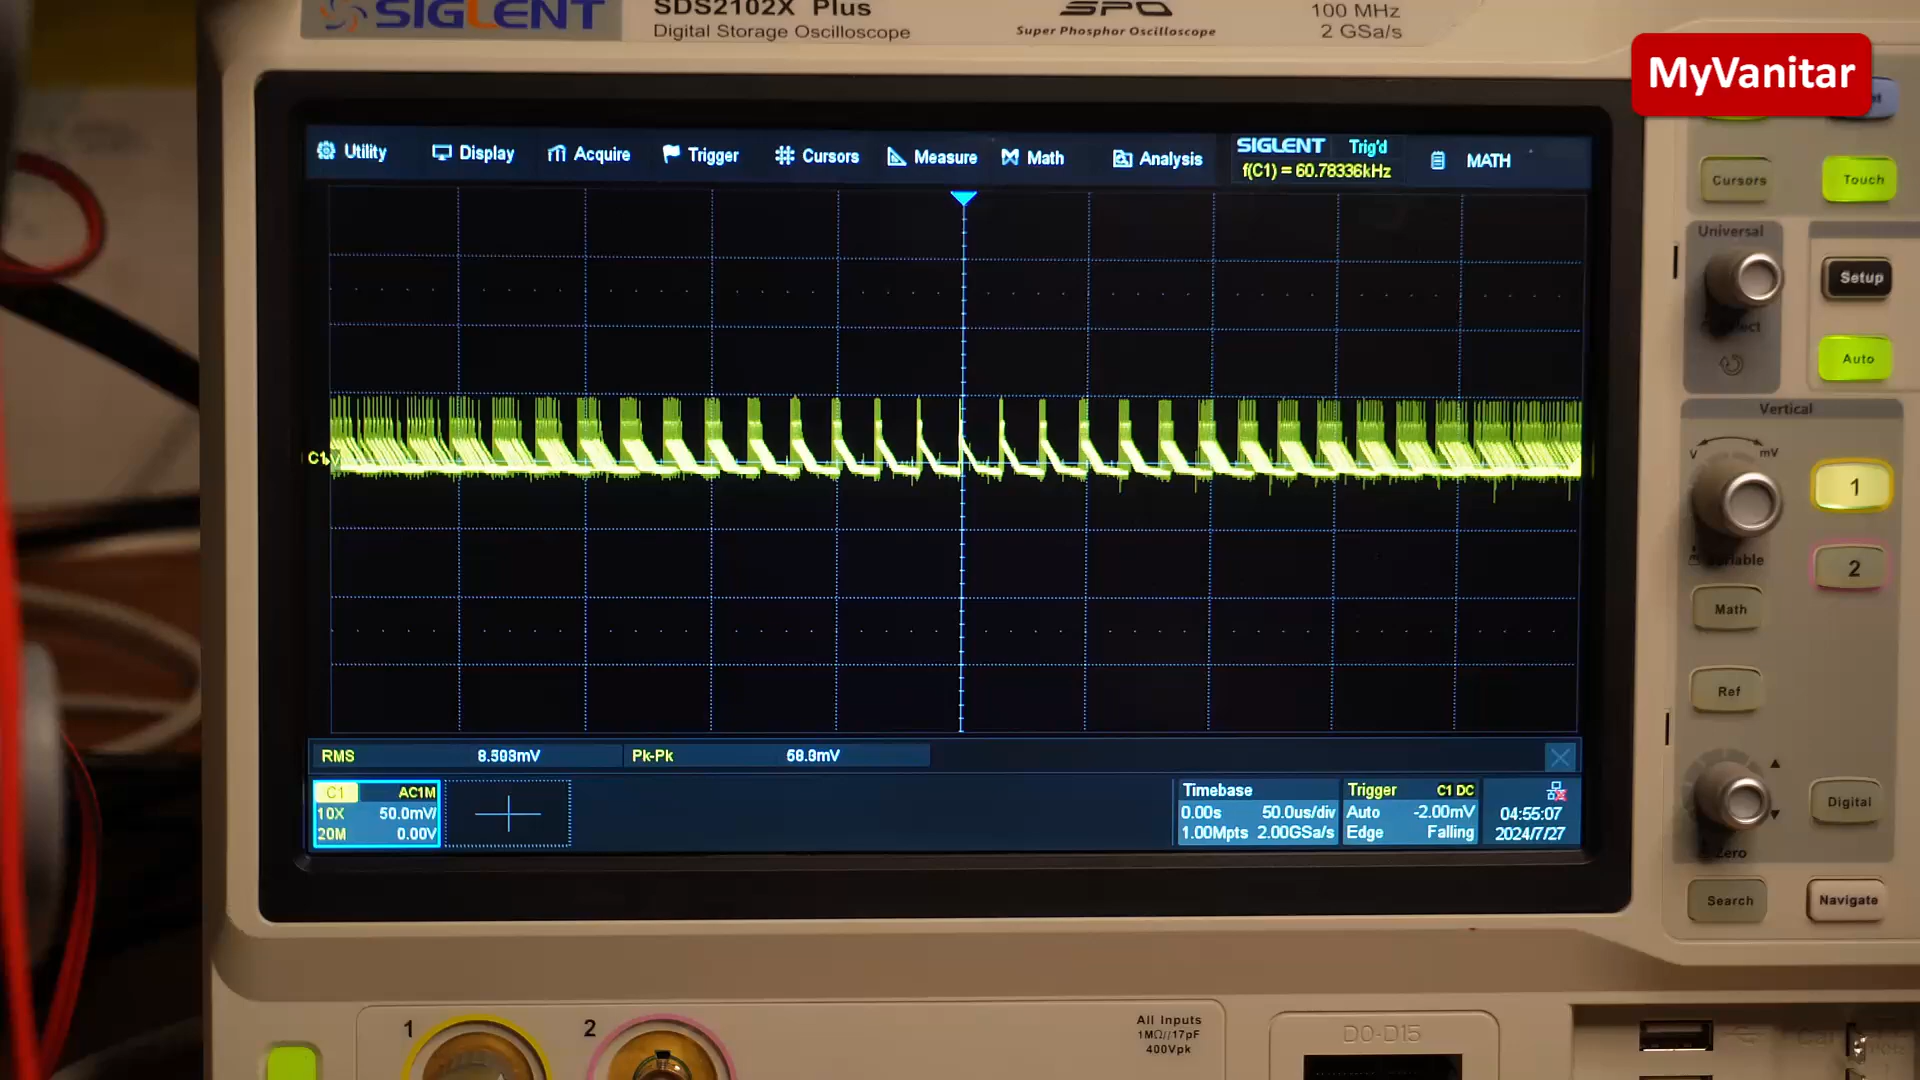 SIGLENT
SDS2102X Plus
Digital Storage Oscilloscope
SPO
Super Phosphor Oscilloscope
100 MHz
2 GSa/s
MyVanitar
Utility
Display
Acquire
Trigger
Cursors
Measure
Math
Analysis
SIGLENT
Trig'd
f(C1) = 60.78336kHz
MATH
Cursors
Touch
Universal
Setup
Auto
Vertical
V
mV
1
2
Math
Ref
Digital
Zero
Search
Navigate
C1
RMS
Pk-Pk
C1
AC1M
10X
50.0mV/
20M
0.00V
Timebase
0.00s
50.0us/div
1.00Mpts
2.00GSa/s
Trigger
C1 DC
Auto
-2.00mV
Edge
Falling
04:55:07
2024/7/27
1
2
All Inputs
1MΩ//17pF
400Vpk
D0-D15